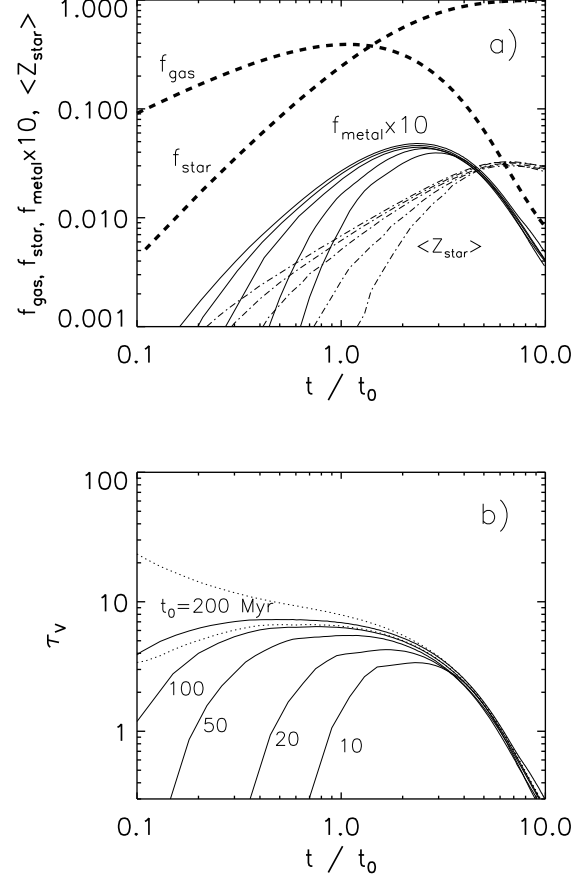 1.000
0.100
0.010
0.001
f_gas, f_star, f_metal×10, <Z_star>
a)
f_gas
f_star
f_metal×10
<Z_star>
0.1 1.0 10.0
t / t_0
100
10
1
τ_V
b)
t_0=200 Myr
100
50
20
10
0.1 1.0 10.0
t / t_0